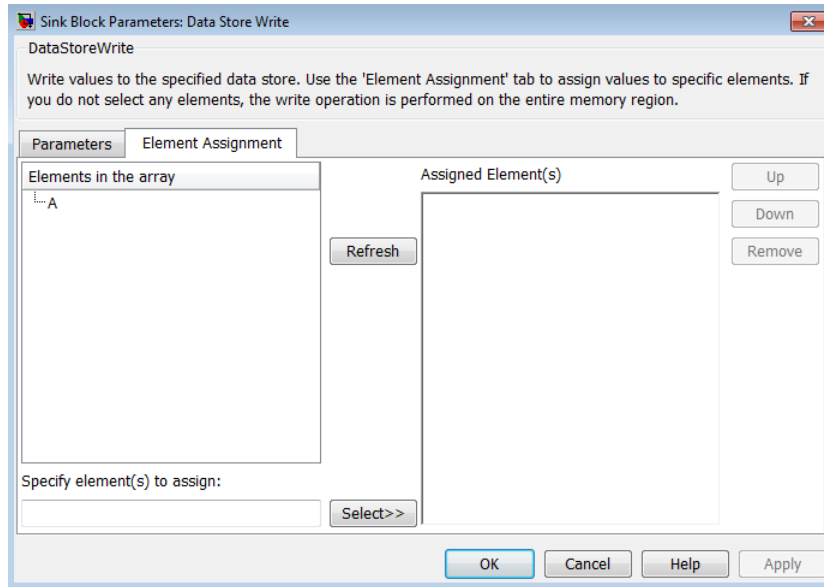 Sink Block Parameters: Data Store Write
DataStoreWrite
Write values to the specified data store. Use the 'Element Assignment' tab to assign values to specific elements. If
you do not select any elements, the write operation is performed on the entire memory region.
Parameters
Element Assignment
Elements in the array
A
Refresh
Assigned Element(s)
Up
Down
Remove
Specify element(s) to assign:
Select>>
OK
Cancel
Help
Apply